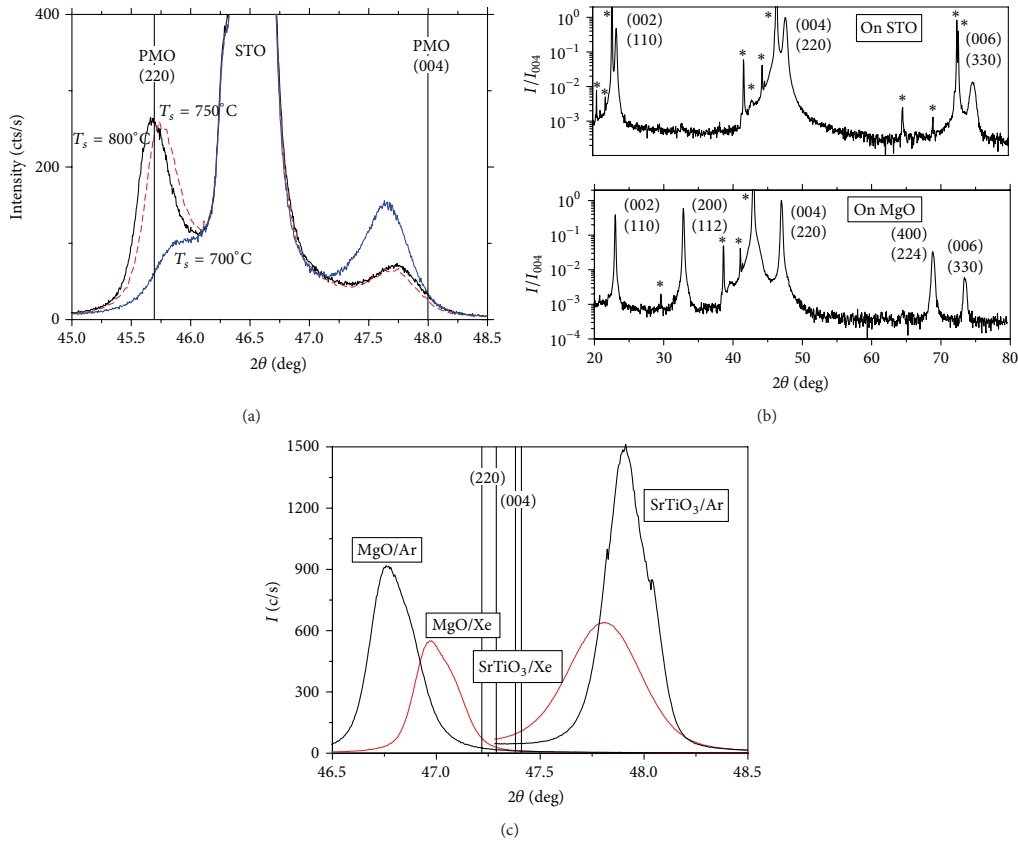 400
300
200
100
0
Intensity (cts/s)
PMO
(220)
STO
PMO
(004)
T_s = 750°C
T_s = 800°C
T_s = 700°C
45.0 45.5 46.0 46.5 47.0 47.5 48.0 48.5
2θ (deg)
(a)
10^0
10^−1
10^−2
10^−3
I/I_004
* * * * * * * * * * *
(002)
(110)
(004)
(220)
On STO
(006)
(330)
10^0
10^−1
10^−2
10^−3
10^−4
I/I_004
(002)
(110)
(200)
(112)
* * * *
(004)
(220)
On MgO
(400)
(224)
(006)
(330)
20 30 40 50 60 70 80
2θ (deg)
(b)
1500
1200
900
600
300
0
I (c/s)
(220)
(004)
SrTiO₃/Ar
MgO/Ar
MgO/Xe
SrTiO₃/Xe
46.5 47.0 47.5 48.0 48.5
2θ (deg)
(c)